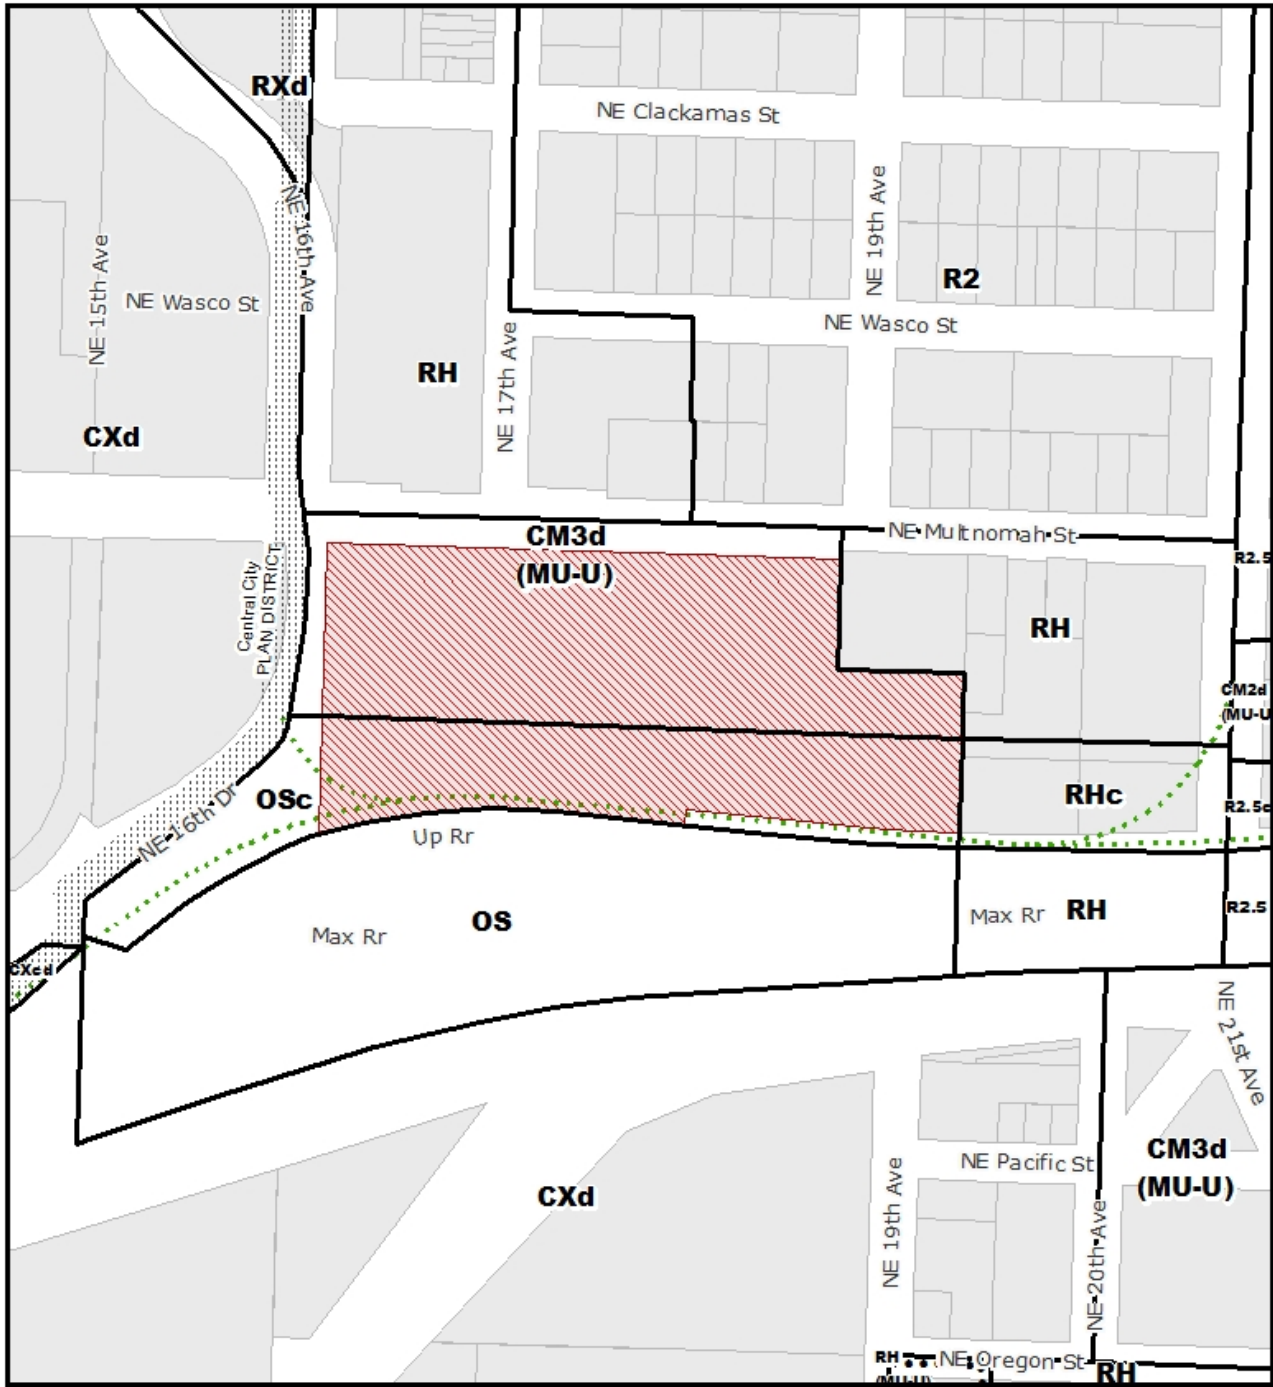 RXd
NE Clackamas St
NE 16th Ave
NE 15th Ave
NE Wasco St
NE 19th Ave
R2
NE Wasco St
NE 17th Ave
RH
CXd
CM3d
(MU-U)
NE Multnomah St
R2.5
Central City
PLAN DISTRICT
RH
CM2d
(MU-U
OSc
RHc
R2.5c
NE 16th Dr
Up Rr
OS
Max Rr
Max Rr
RH
R2.5
CXcd
NE 21st Ave
CM3d
(MU-U)
NE Pacific St
CXd
NE 19th Ave
NE 20th Ave
RH
(MU-U)
NE Oregon St
RH